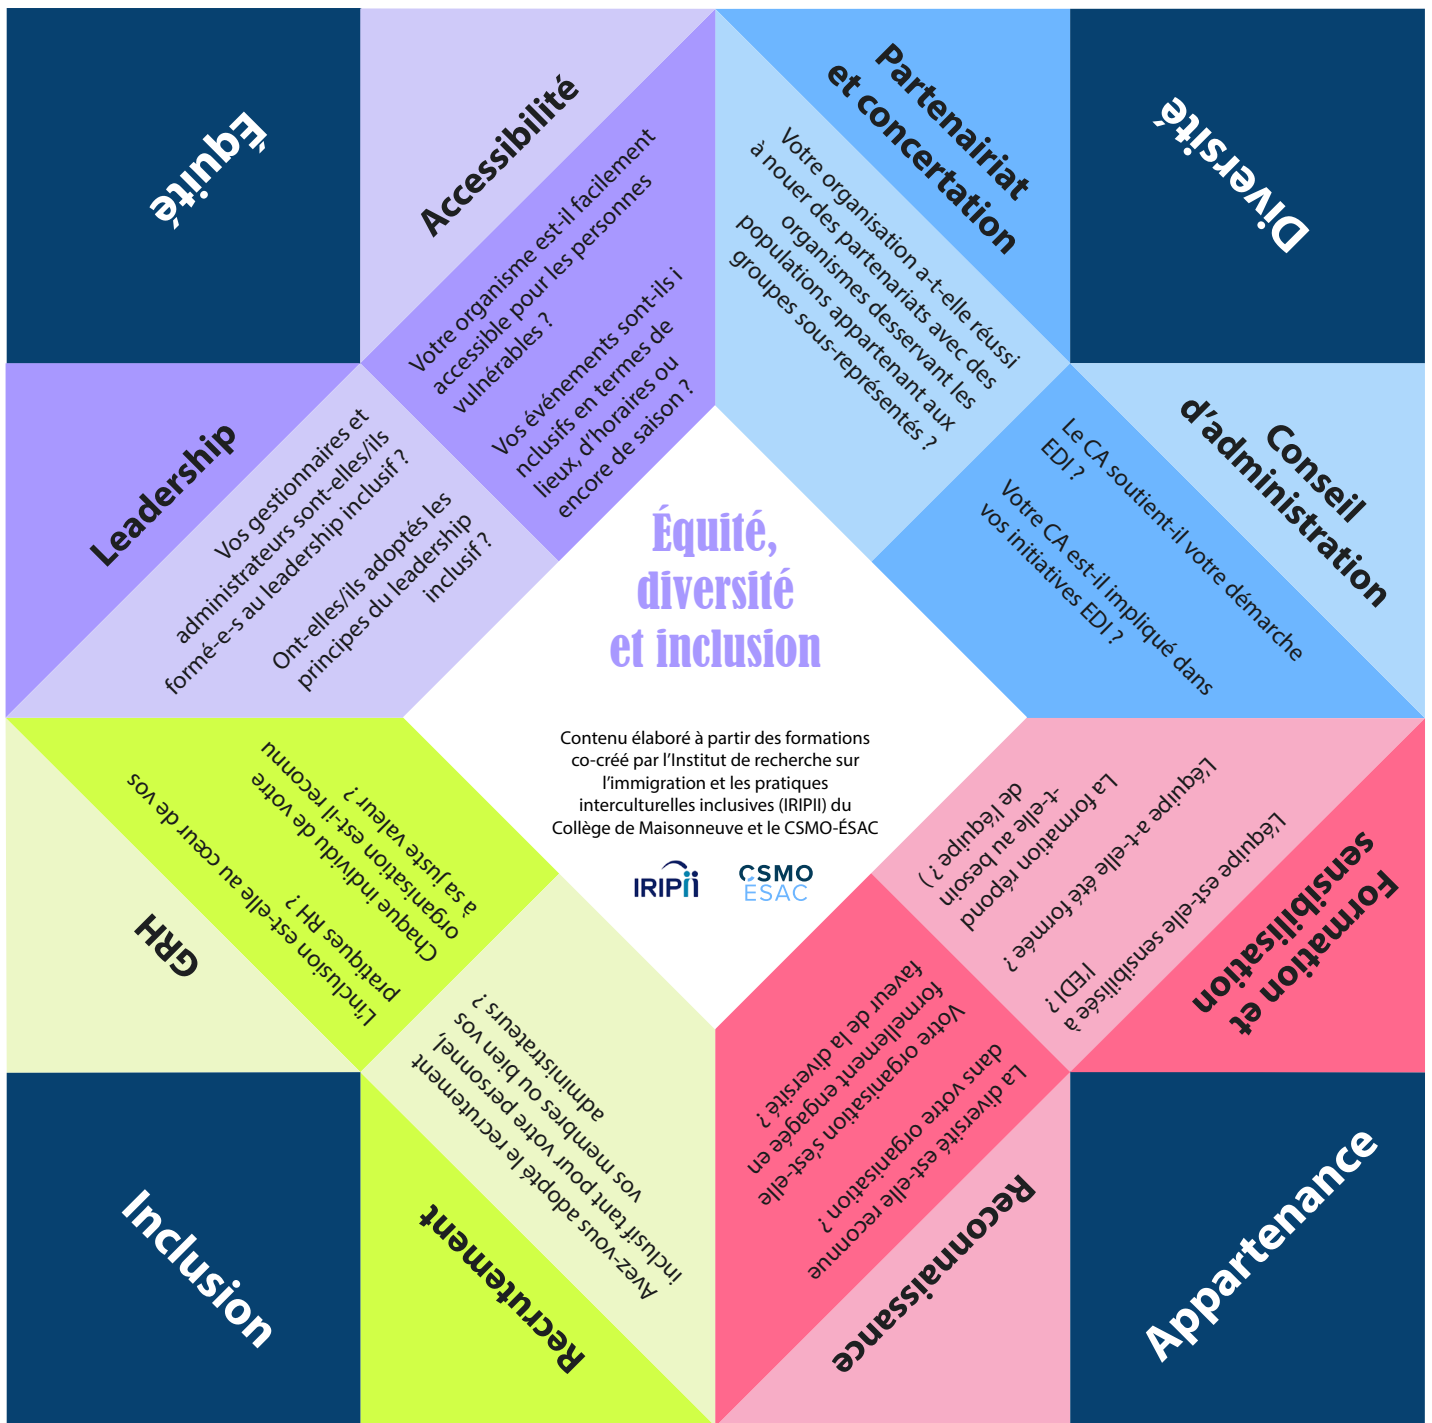 Équité
Accessibilité
Votre organisme est-il facilement
accessible pour les personnes
vulnérables ?
Vos événements sont-ils i
nclusifs en termes de
lieux, d'horaires ou
encore de saison ?
Partenairiat
et concertation
Votre organisation a-t-elle réussi
à nouer des partenariats avec des
organismes desservant les
populations appartenant aux
groupes sous-représentés ?
Diversité
Leadership
Vos gestionnaires et
administrateurs sont-elles/ils
formé-e-s au leadership inclusif ?
Ont-elles/ils adoptés les
principes du leadership
inclusif ?
Équité,
diversité
et inclusion
Contenu élaboré à partir des formations
co-créé par l'Institut de recherche sur
l'immigration et les pratiques
interculturelles inclusives (IRIPII) du
Collège de Maisonneuve et le CSMO-ÉSAC
IRIPii
CSMO
ÉSAC
Conseil
d'administration
Le CA soutient-il votre démarche
EDI ?
Votre CA est-il impliqué dans
vos initiatives EDI ?
GRH
L'inclusion est-elle au cœur de vos
pratiques RH ?
Chaque individu de votre
organisation est-il reconnu
à sa juste valeur ?
Formation et
sensibilisation
L'équipe est-elle sensibilisée à
l'EDI ?
L'équipe a-t-elle été formée ?
La formation répond
-t-elle au besoin
de l'équipe ? )
Inclusion
Recrutement
Avez-vous adopté le recrutement
inclusif tant pour votre personnel,
vos membres ou bien vos
administrateurs ?
Reconnaissance
La diversité est-elle reconnue
dans votre organisation ?
Votre organisation s'est-elle
formellement engagée en
faveur de la diversité ?
Appartenance